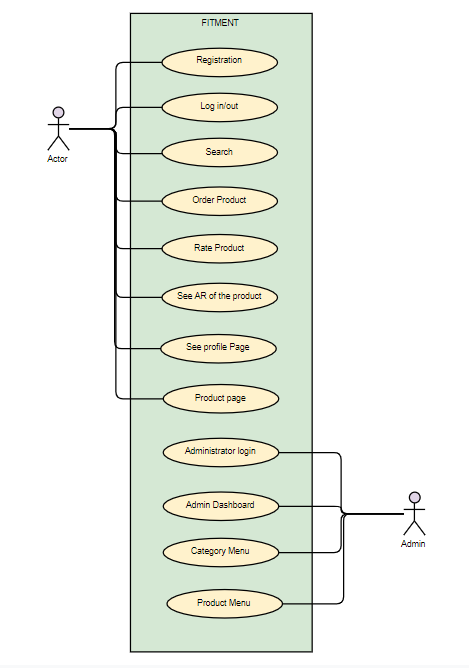 FITMENT
Registration
Log in/out
Search
Actor
Order Product
Rate Product
See AR of the product
See profile Page
Product page
Administrator login
Admin Dashboard
Category Menu
Admin
Product Menu